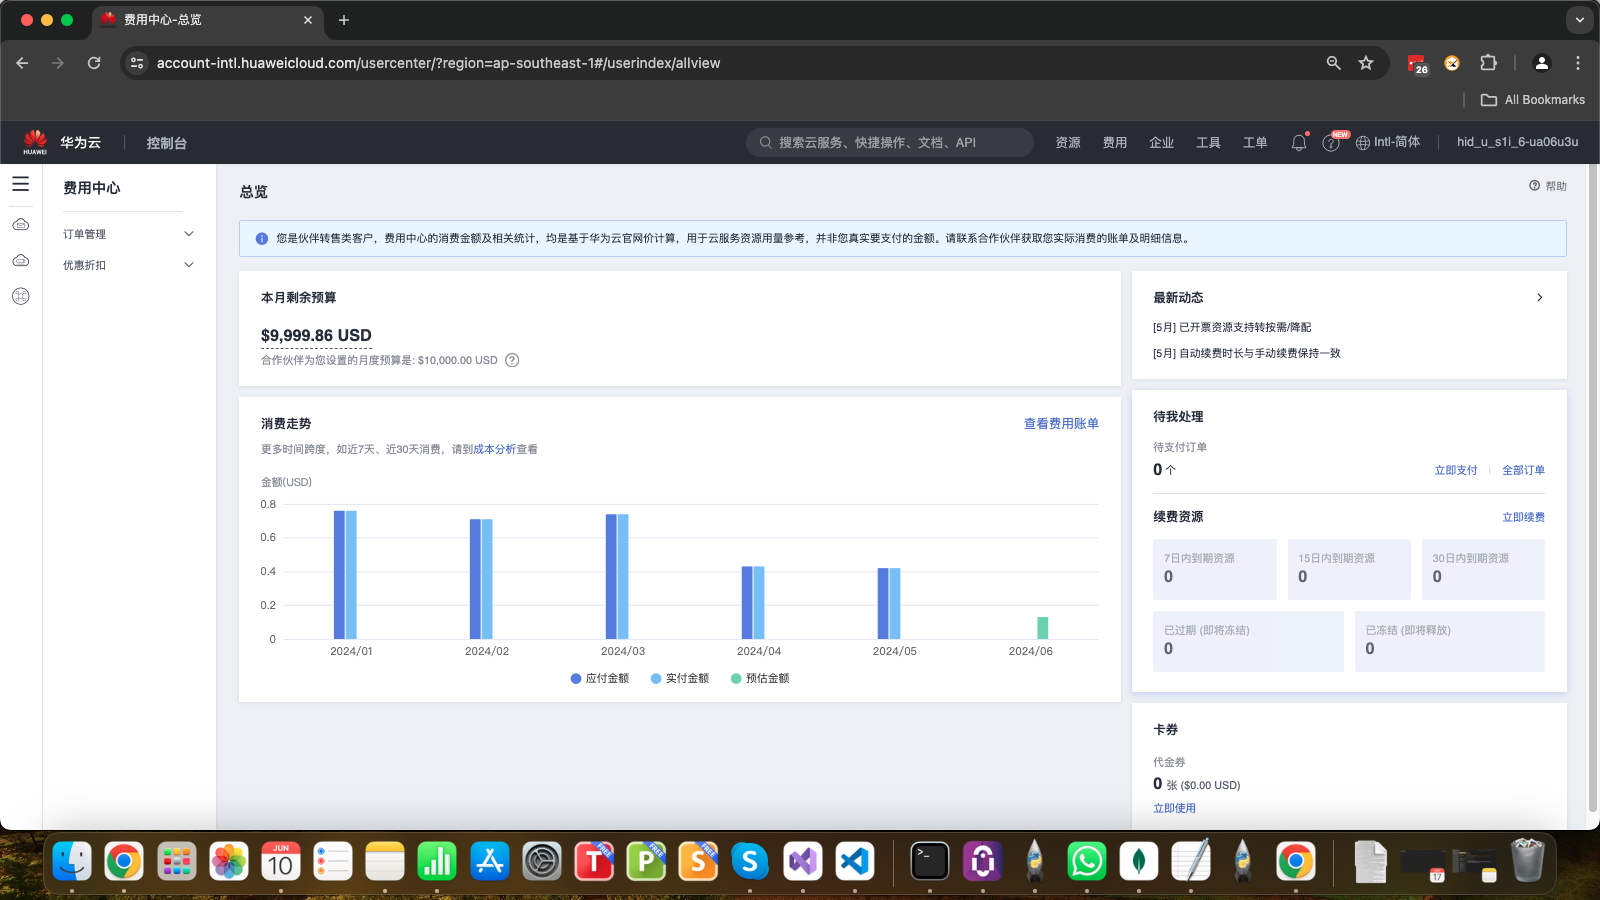 费用中心-总览
account-intl.huaweicloud.com/usercenter/?region=ap-southeast-1#/userindex/allview
26
All Bookmarks
HUAWEI
华为云
控制台
搜索云服务、快捷操作、文档、API
资源
费用
企业
工具
工单
NEW
Intl-简体
hid_u_s1i_6-ua06u3u
费用中心
订单管理
优惠折扣
总览
帮助
您是伙伴转售类客户，费用中心的消费金额及相关统计，均是基于华为云官网价计算，用于云服务资源用量参考，并非您真实要支付的金额。请联系合作伙伴获取您实际消费的账单及明细信息。
本月剩余预算
$9,999.86 USD
合作伙伴为您设置的月度预算是: $10,000.00 USD
最新动态
[5月] 已开票资源支持转按需/降配
[5月] 自动续费时长与手动续费保持一致
消费走势
查看费用账单
更多时间跨度，如近7天、近30天消费，请到成本分析查看
金额(USD)
0.8
0.6
0.4
0.2
0
2024/01
2024/02
2024/03
2024/04
2024/05
2024/06
应付金额
实付金额
预估金额
待我处理
待支付订单
0 个
立即支付
全部订单
续费资源
立即续费
7日内到期资源
0
15日内到期资源
0
30日内到期资源
0
已过期 (即将冻结)
0
已冻结 (即将释放)
0
卡券
代金券
0 张 ($0.00 USD)
立即使用
JUN
10
T
FREE
P
FREE
S
FREE
S
17